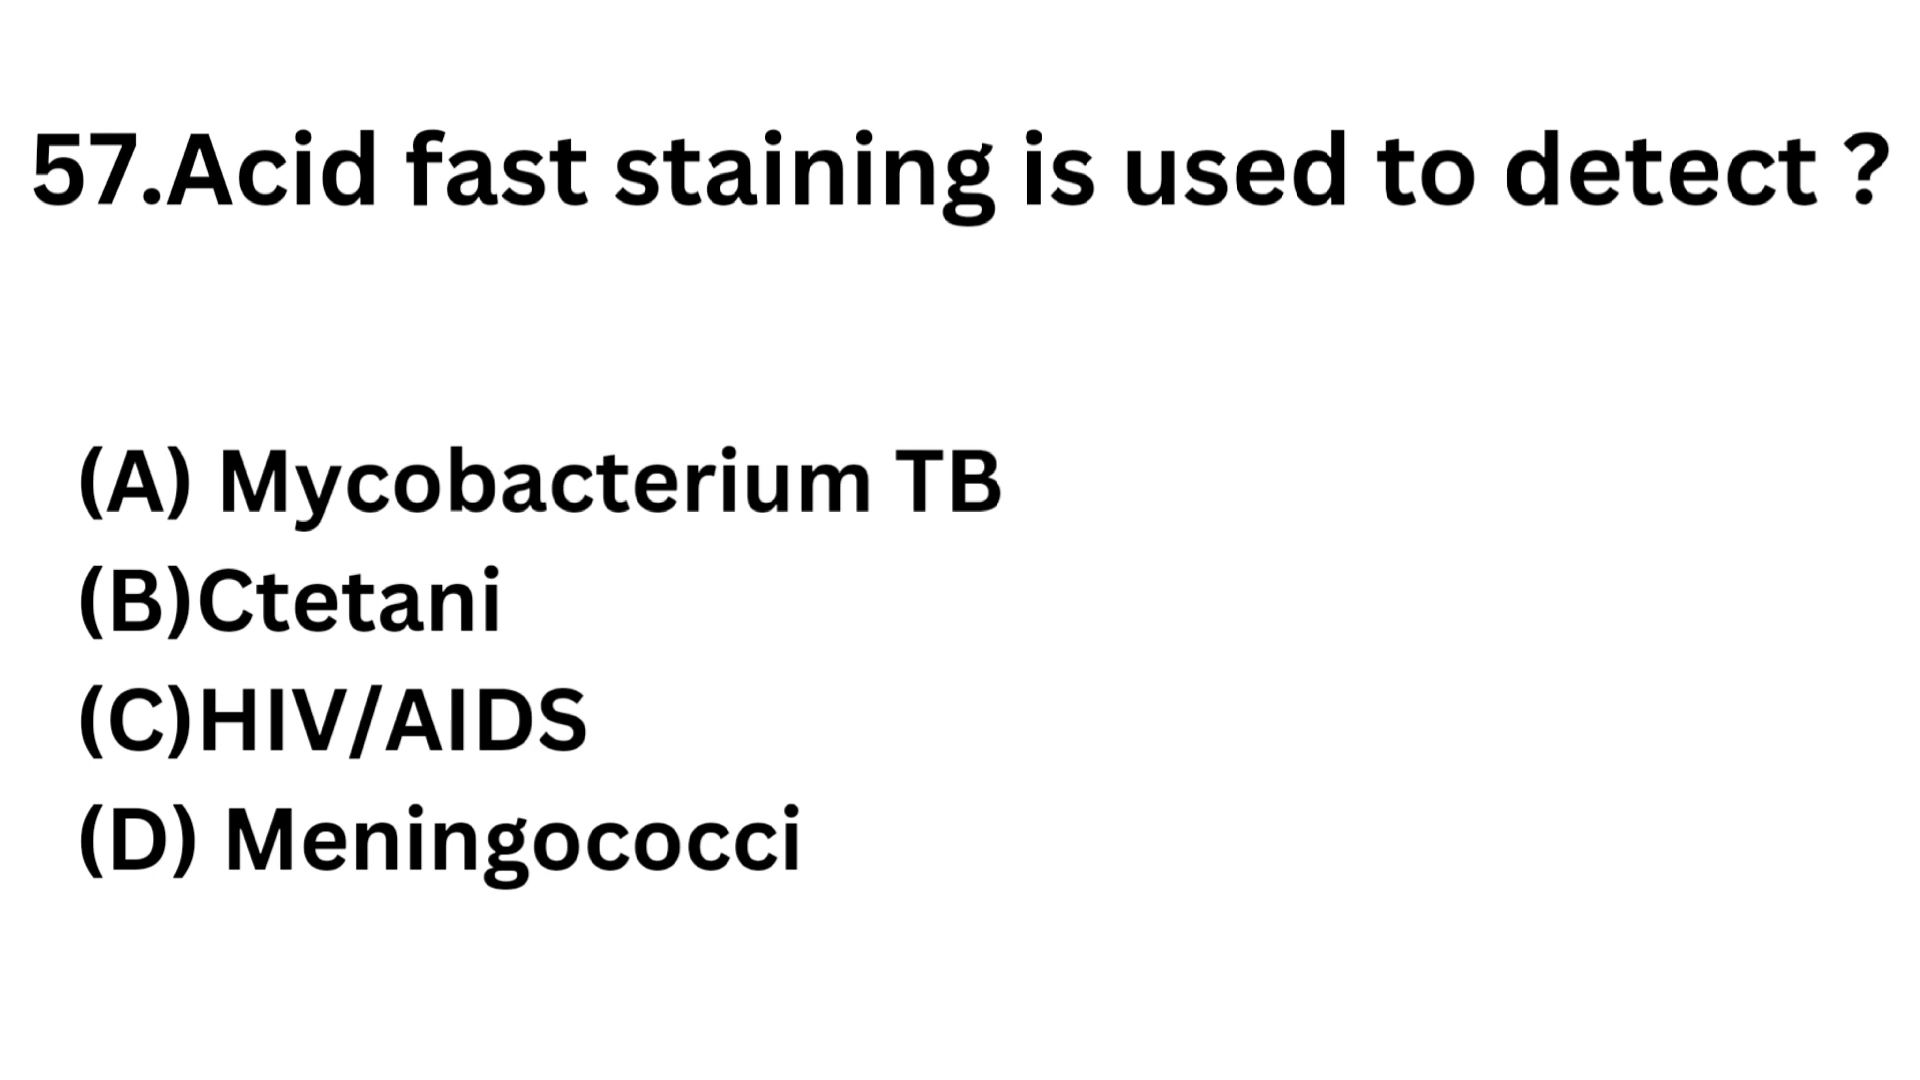 57.Acid fast staining is used to detect ?
(A) Mycobacterium TB
(B)Ctetani
(C)HIV/AIDS
(D) Meningococci